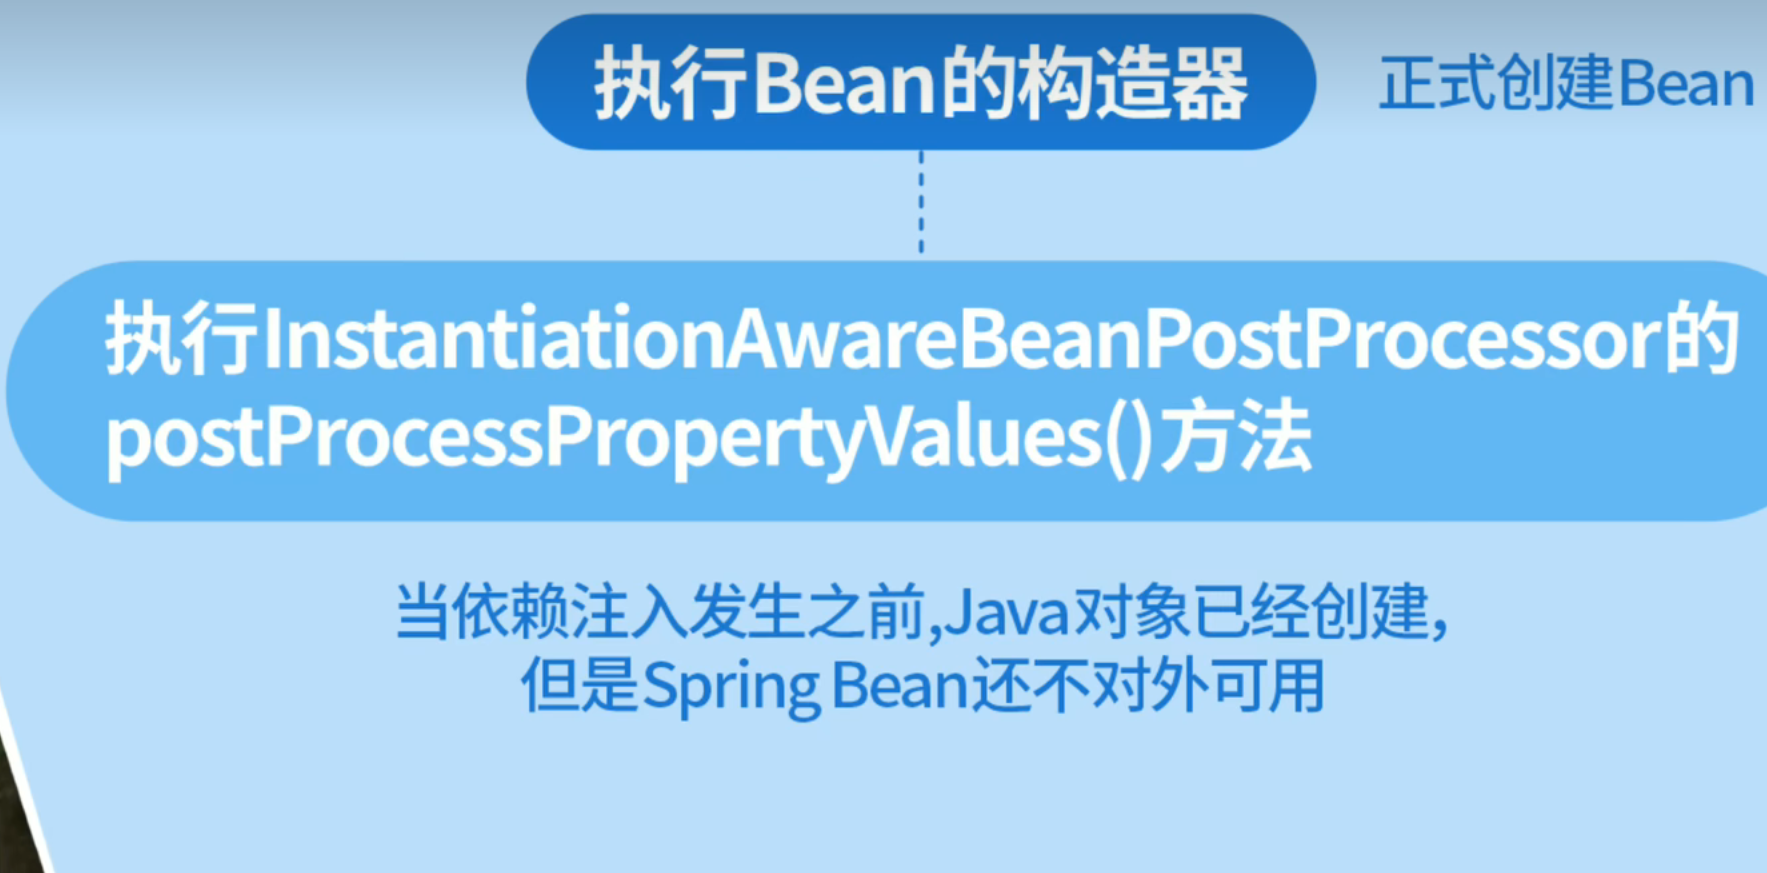 执行Bean的构造器 正式创建Bean
执行InstantiationAwareBeanPostProcessor的
postProcessPropertyValues()方法
当依赖注入发生之前,Java对象已经创建,
但是Spring Bean还不对外可用